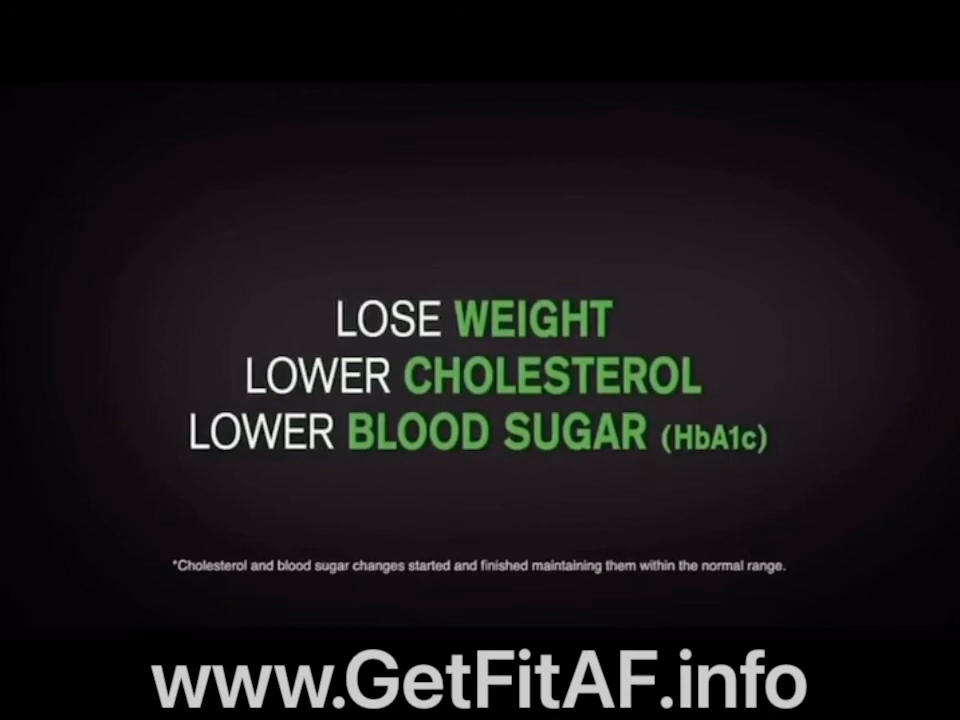 LOSE WEIGHT
LOWER CHOLESTEROL
LOWER BLOOD SUGAR (HbA1c)
*Cholesterol and blood sugar changes started and finished maintaining them within the normal range.
www.GetFitAF.info